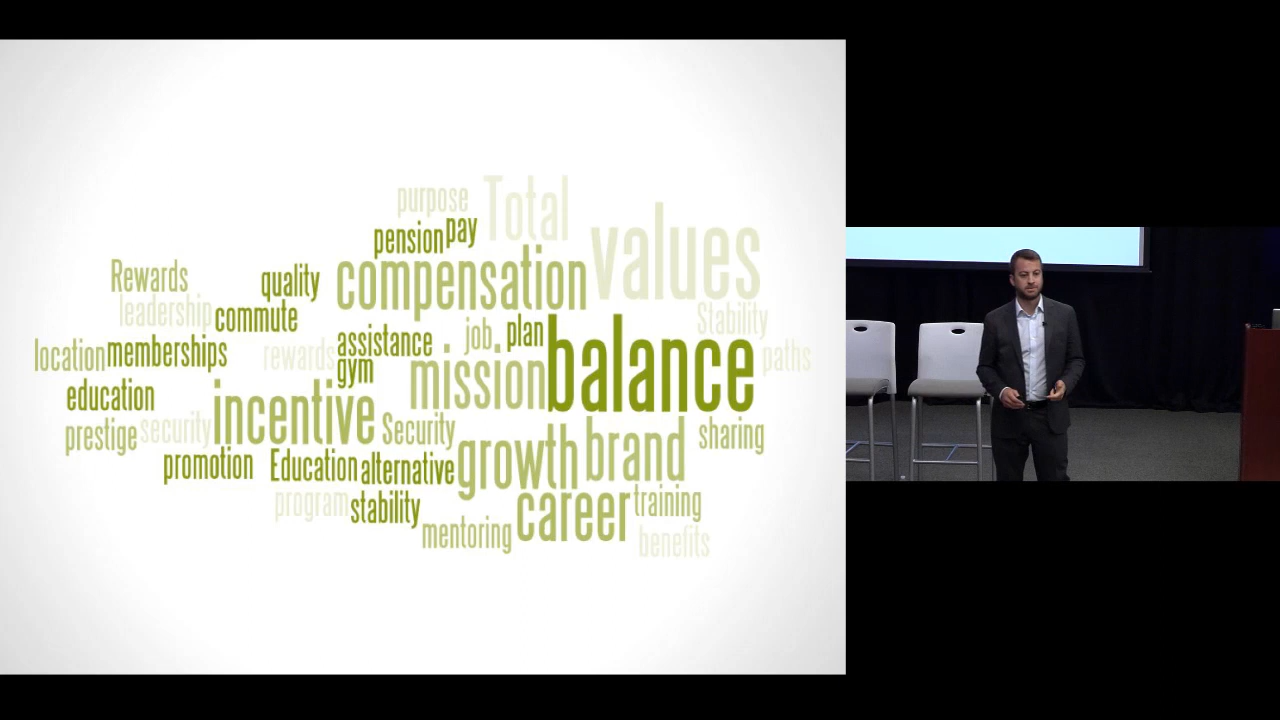 purpose Total
pension pay values
Rewards quality compensation
leadership commute Stability
location memberships rewards assistance job plan balance paths
education gym mission
prestige security incentive Security growth brand sharing
promotion Education alternative
program stability career training
mentoring benefits